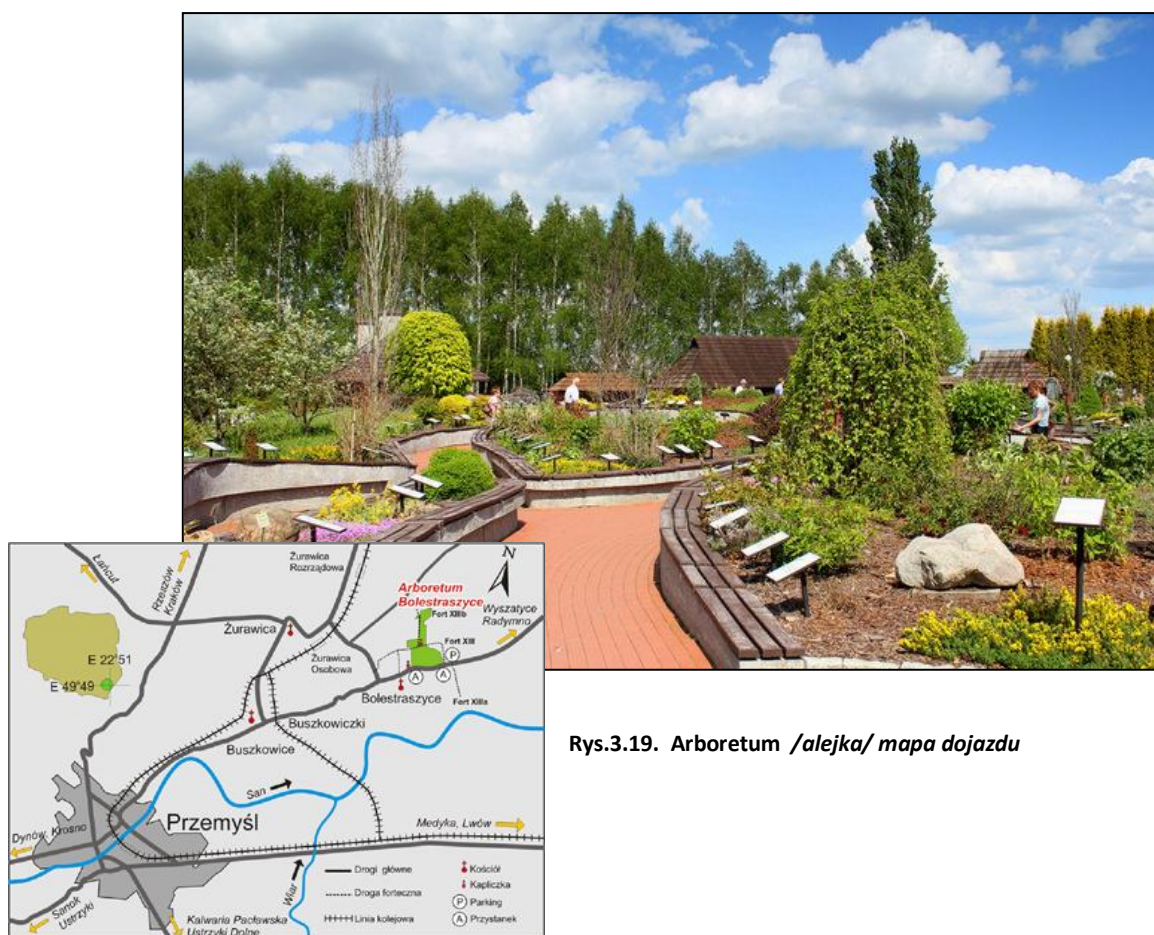 Łańcut
Rzeszów
Kraków
Żurawica
Rozrządowa
N
Arboretum
Bolestraszyce
Fort XIIIb
Wyszatyce
Radymno
Żurawica
Fort XIII
E 22°51
E 49°49
Żurawica
Osobowa
P
A
A
Bolestraszyce
Fort XIIIa
Buszkowiczki
Buszkowice
San
Przemyśl
Medyka, Lwów
Dynów, Krosno
Wiar
Sanok
Ustrzyki
Kalwaria Pacławska
Ustrzyki Dolne
Drogi główne
Droga forteczna
Linia kolejowa
Kościół
Kapliczka
P Parking
A Przystanek
Rys.3.19. Arboretum /alejka/ mapa dojazdu